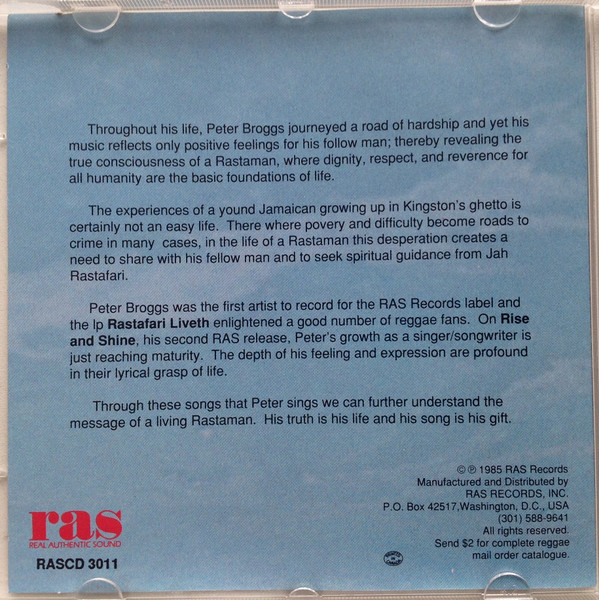 Throughout his life, Peter Broggs journeyed a road of hardship and yet his
music reflects only positive feelings for his follow man; thereby revealing the
true consciousness of a Rastaman, where dignity, respect, and reverence for
all humanity are the basic foundations of life.
The experiences of a yound Jamaican growing up in Kingston's ghetto is
certainly not an easy life. There where povery and difficulty become roads to
crime in many cases, in the life of a Rastaman this desperation creates a
need to share with his fellow man and to seek spiritual guidance from Jah
Rastafari.
Peter Broggs was the first artist to record for the RAS Records label and
the lp Rastafari Liveth enlightened a good number of reggae fans. On Rise
and Shine, his second RAS release, Peter's growth as a singer/songwriter is
just reaching maturity. The depth of his feeling and expression are profound
in their lyrical grasp of life.
Through these songs that Peter sings we can further understand the
message of a living Rastaman. His truth is his life and his song is his gift.
© ℗ 1985 RAS Records
Manufactured and Distributed by
RAS RECORDS, INC.
P.O. Box 42517,Washington, D.C., USA
(301) 588-9641
All rights reserved.
Send $2 for complete reggae
mail order catalogue.
ras
REAL AUTHENTIC SOUND
RASCD 3011